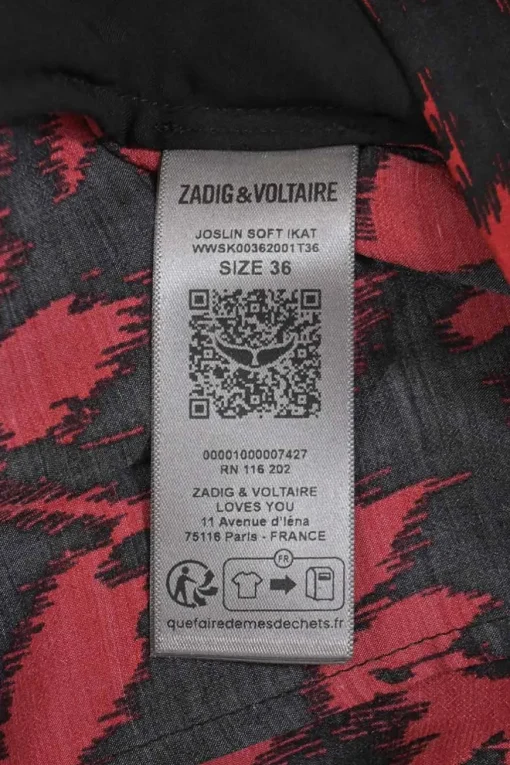 ZADIG&VOLTAIRE
JOSLIN SOFT IKAT
WWSK00362001T36
SIZE 36
00001000007427
RN 116 202
ZADIG & VOLTAIRE
LOVES YOU
11 Avenue d'Iéna
75116 Paris - FRANCE
FR
quefairedemesdechets.fr